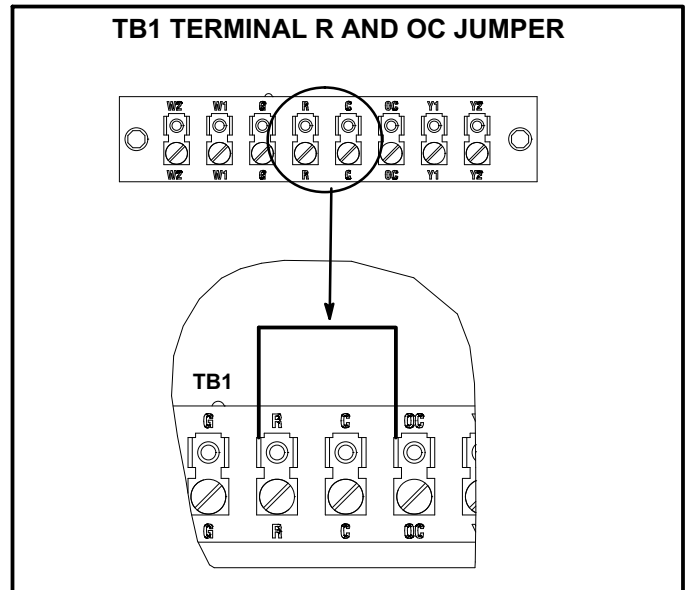 TB1 TERMINAL R AND OC JUMPER
W2 W1 G R C OC Y1 Y2
W2 W1 G R C OC Y1 Y2
TB1
G R C OC
G R C OC